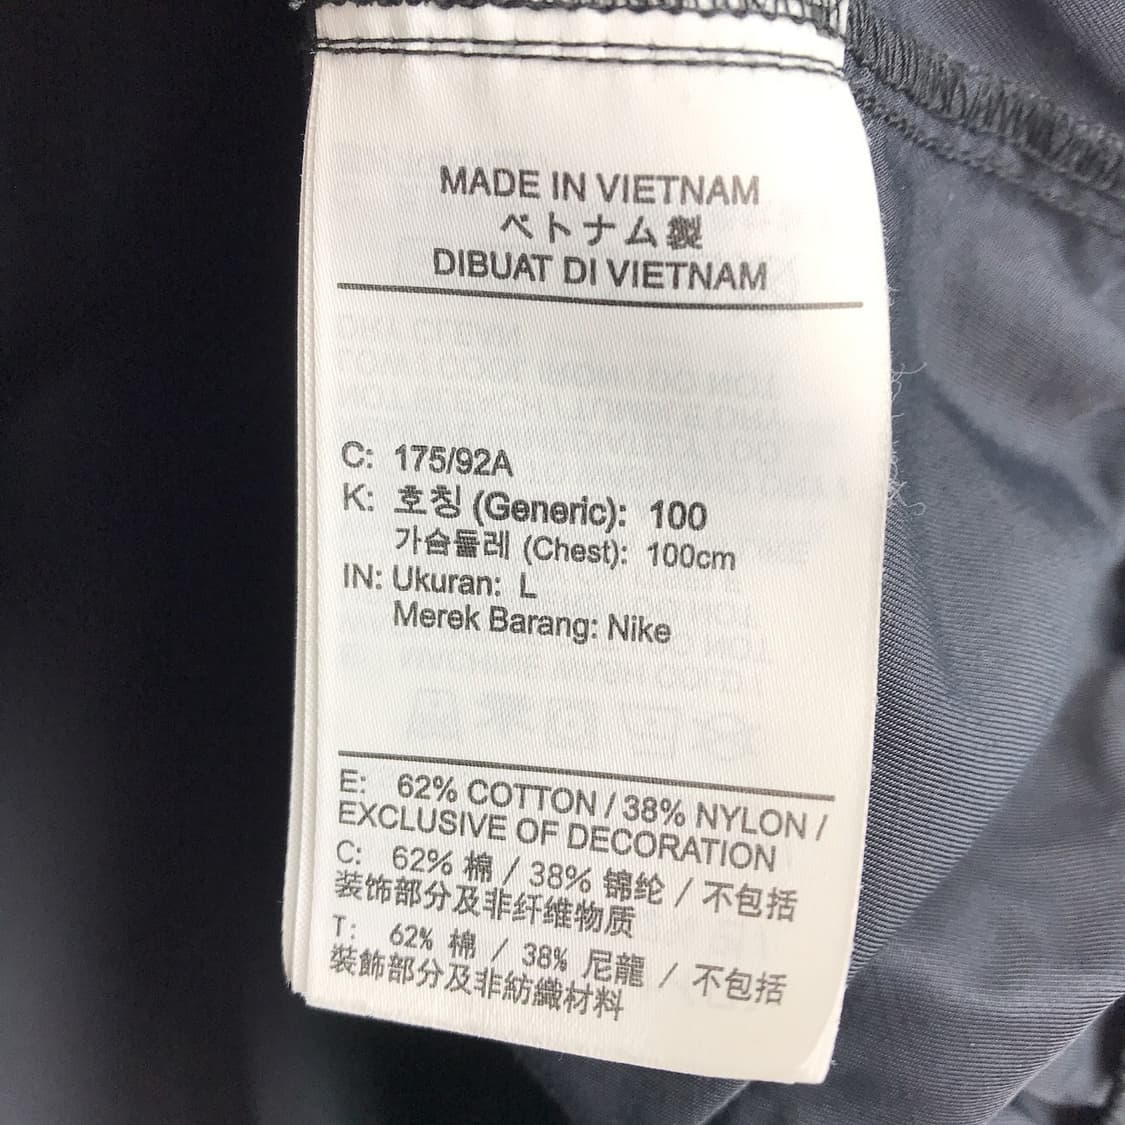 MADE IN VIETNAM
ベトナム製
DIBUAT DI VIETNAM
C: 175/92A
K: 호칭 (Generic): 100
가슴둘레 (Chest): 100cm
IN: Ukuran: L
Merek Barang: Nike
E: 62% COTTON / 38% NYLON /
EXCLUSIVE OF DECORATION
C: 62% 棉 / 38% 锦纶 / 不包括
装饰部分及非纤维物质
T: 62% 棉 / 38% 尼龍 / 不包括
裝飾部分及非紡織材料